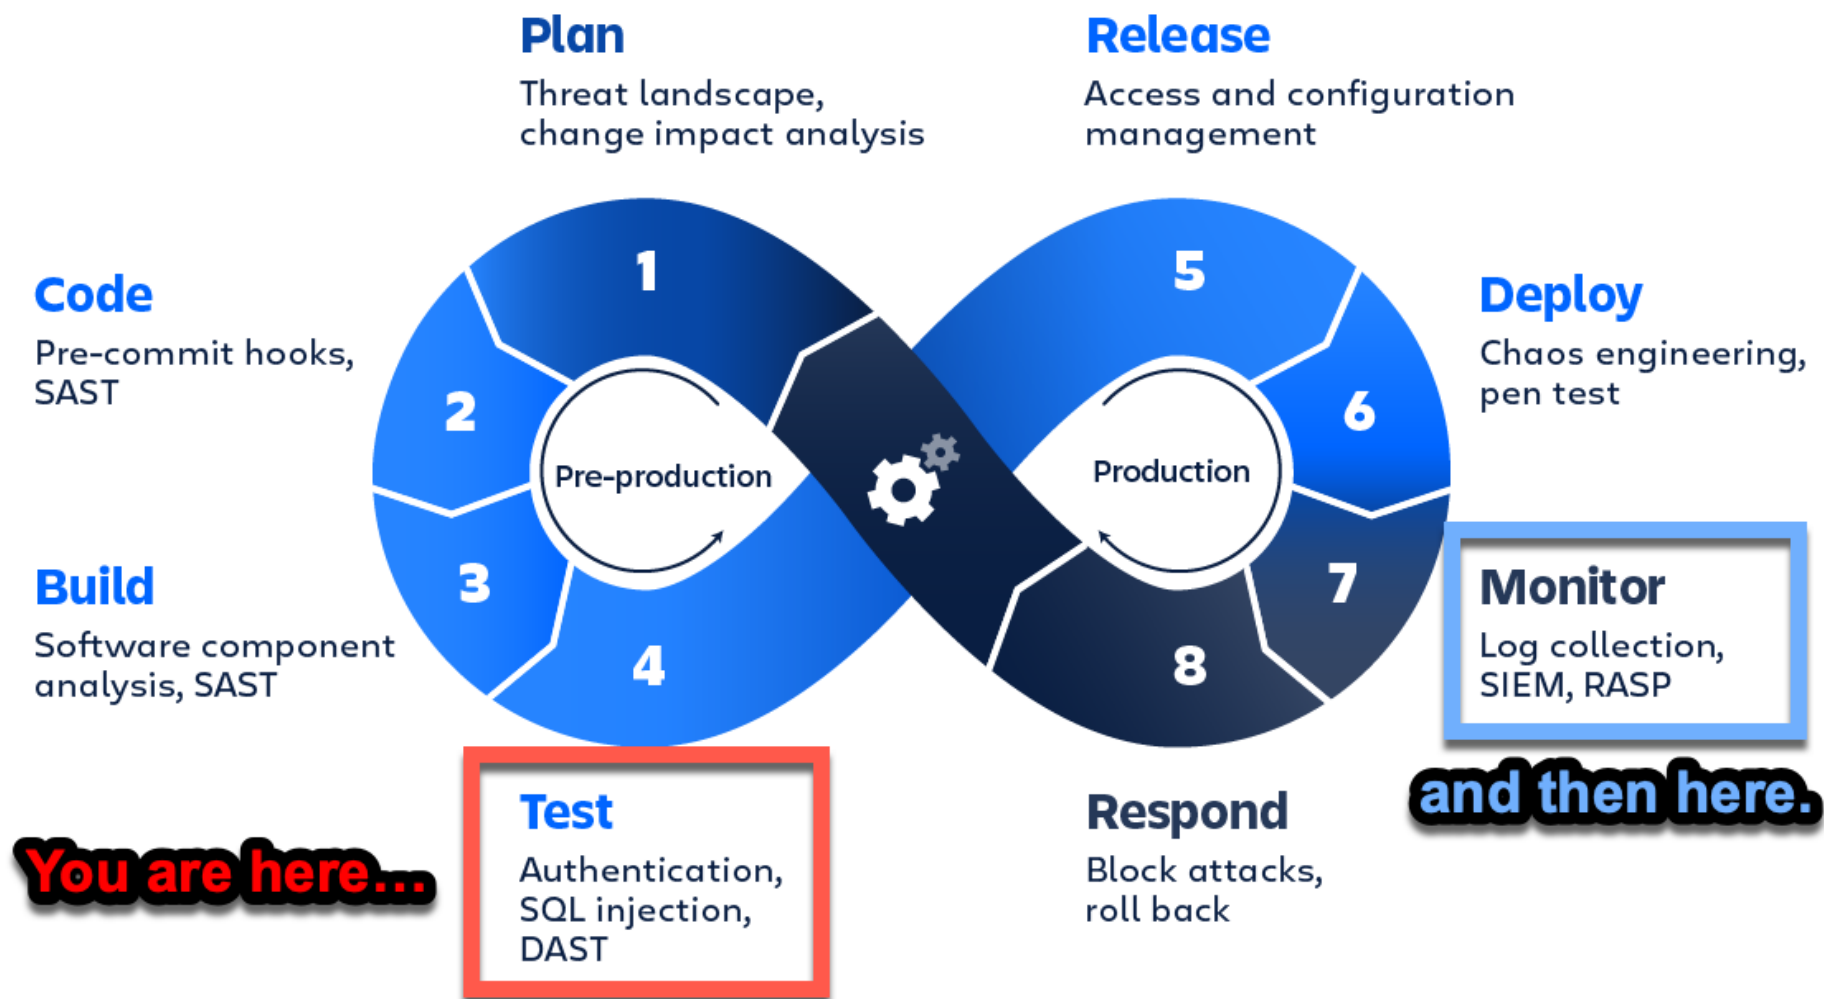 Plan
Threat landscape,
change impact analysis
Release
Access and configuration
management
Code
Pre-commit hooks,
SAST
1
5
Deploy
Chaos engineering,
pen test
2
6
Pre-production
Production
Build
Software component
analysis, SAST
3
7
Monitor
Log collection,
SIEM, RASP
4
8
and then here.
Test
Authentication,
SQL injection,
DAST
You are here...
Respond
Block attacks,
roll back